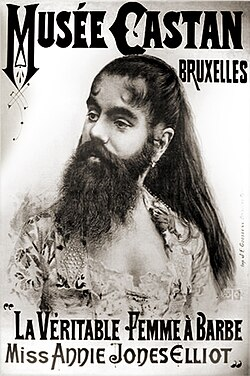 MUSÉE CASTAN
BRUXELLES
“LA VÉRITABLE FEMME À BARBE
MISS ANNIE JONES ELLIOT„